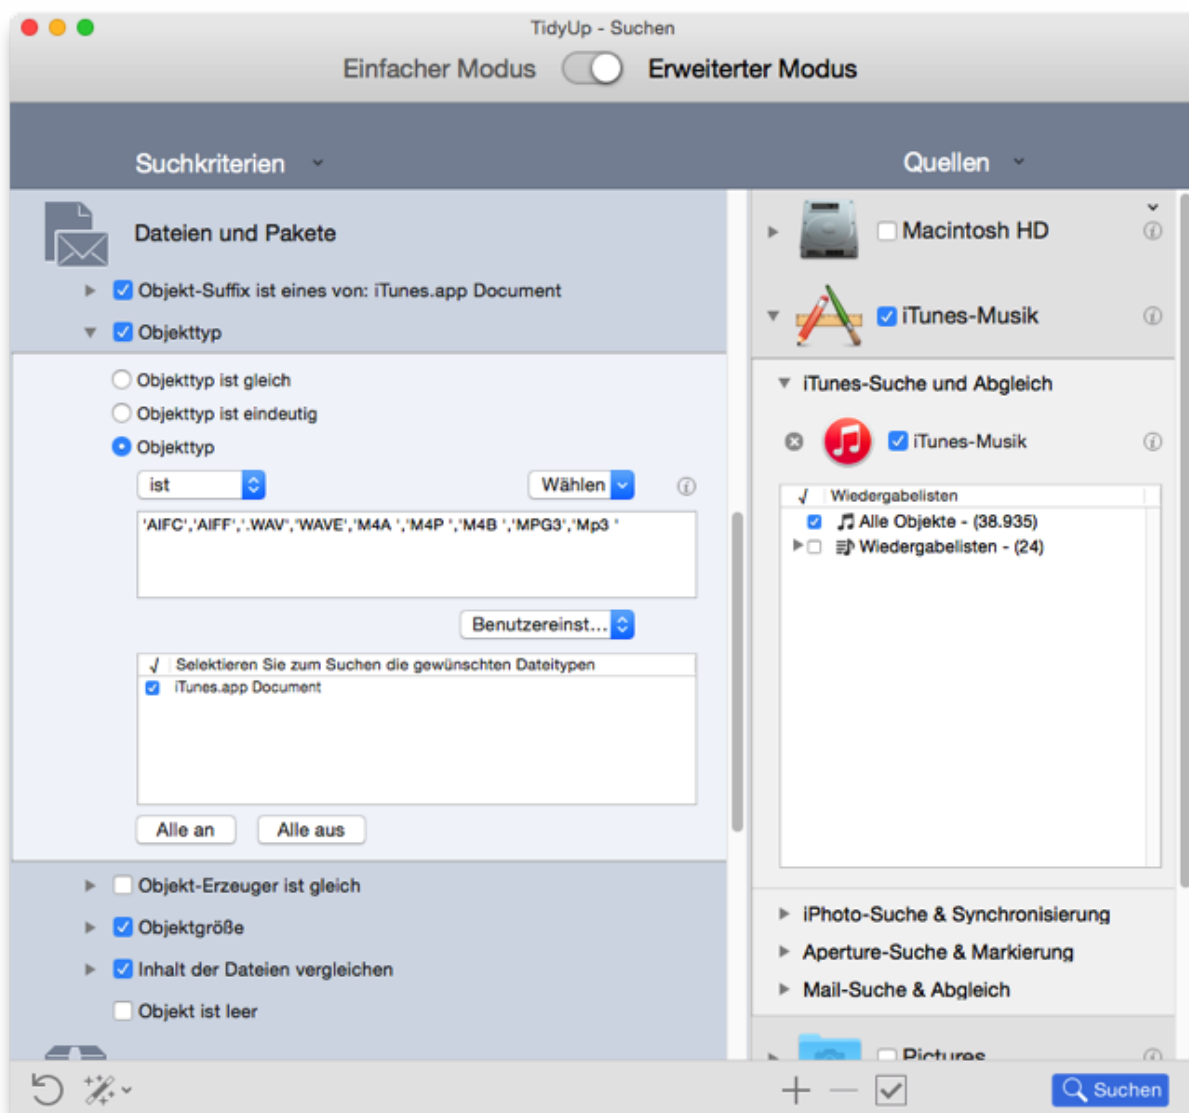 TidyUp - Suchen
Einfacher Modus Erweiterter Modus
Suchkriterien
Dateien und Pakete
Objekt-Suffix ist eines von: iTunes.app Document
Objekttyp
Objekttyp ist gleich
Objekttyp ist eindeutig
Objekttyp
ist Wählen
'AIFC','AIFF','.WAV','WAVE','M4A ','M4P ','M4B ','MPG3','Mp3 '
Benutzereinst...
√ Selektieren Sie zum Suchen die gewünschten Dateitypen
iTunes.app Document
Alle an Alle aus
Objekt-Erzeuger ist gleich
Objektgröße
Inhalt der Dateien vergleichen
Objekt ist leer
Quellen
Macintosh HD
iTunes-Musik
iTunes-Suche und Abgleich
iTunes-Musik
√ Wiedergabelisten
Alle Objekte - (38.935)
Wiedergabelisten - (24)
iPhoto-Suche & Synchronisierung
Aperture-Suche & Markierung
Mail-Suche & Abgleich
Pictures
Suchen